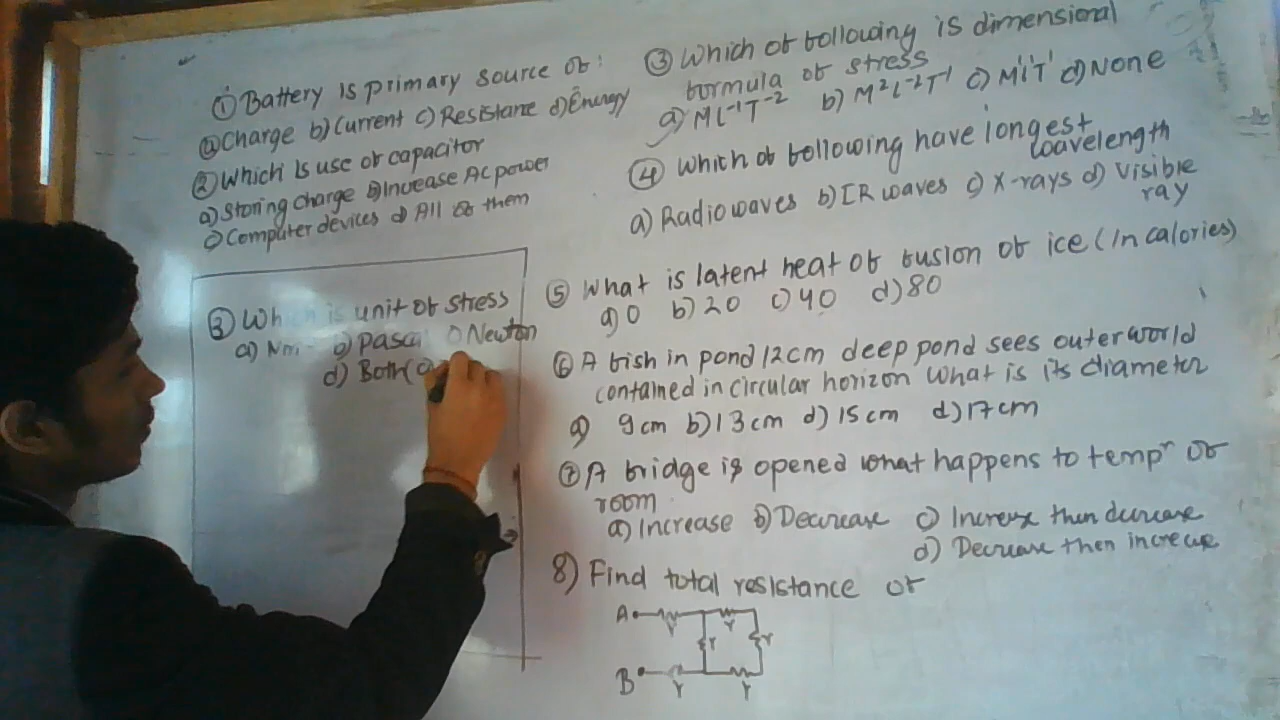 ① Battery is primary source of:
a) Charge b) Current c) Resistance d) Energy
② Which is use of capacitor
a) Storing charge b) Increase AC power
c) Computer devices d) All of them
③ Which is unit of stress
a) Nm b) Pascal c) Newton
d) Both (a
③ Which of following is dimensional
formula of stress
a) ML⁻¹T⁻² b) M²L⁻²T⁻¹ c) M¹L¹T¹ d) None
④ Which of following have longest
wavelength
a) Radio waves b) IR waves c) X-rays d) Visible
ray
⑤ What is latent heat of fusion of ice (In calories)
a) 0 b) 20 c) 40 d) 80
⑥ A fish in pond 12cm deep pond sees outer world
contained in circular horizon what is its diameter
a) 9cm b) 13cm d) 15cm d) 17cm
⑦ A bridge is opened what happens to tempʳ of
room
a) Increase b) Decrease c) Increase then decrease
d) Decrease then increase
8) Find total resistance of
A r r
r r
B r r